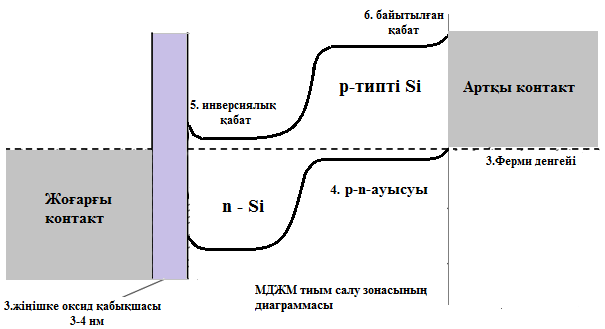 6. байытылған
қабат
p-типті Si
Артқы контакт
5. инверсиялық
қабат
3.Ферми денгейі
4. p-n-ауысуы
Жоғарғы
контакт
n - Si
МДЖМ тиым салу зонасының
диаграммасы
3.жіңішке оксид қабықшасы
3-4 нм